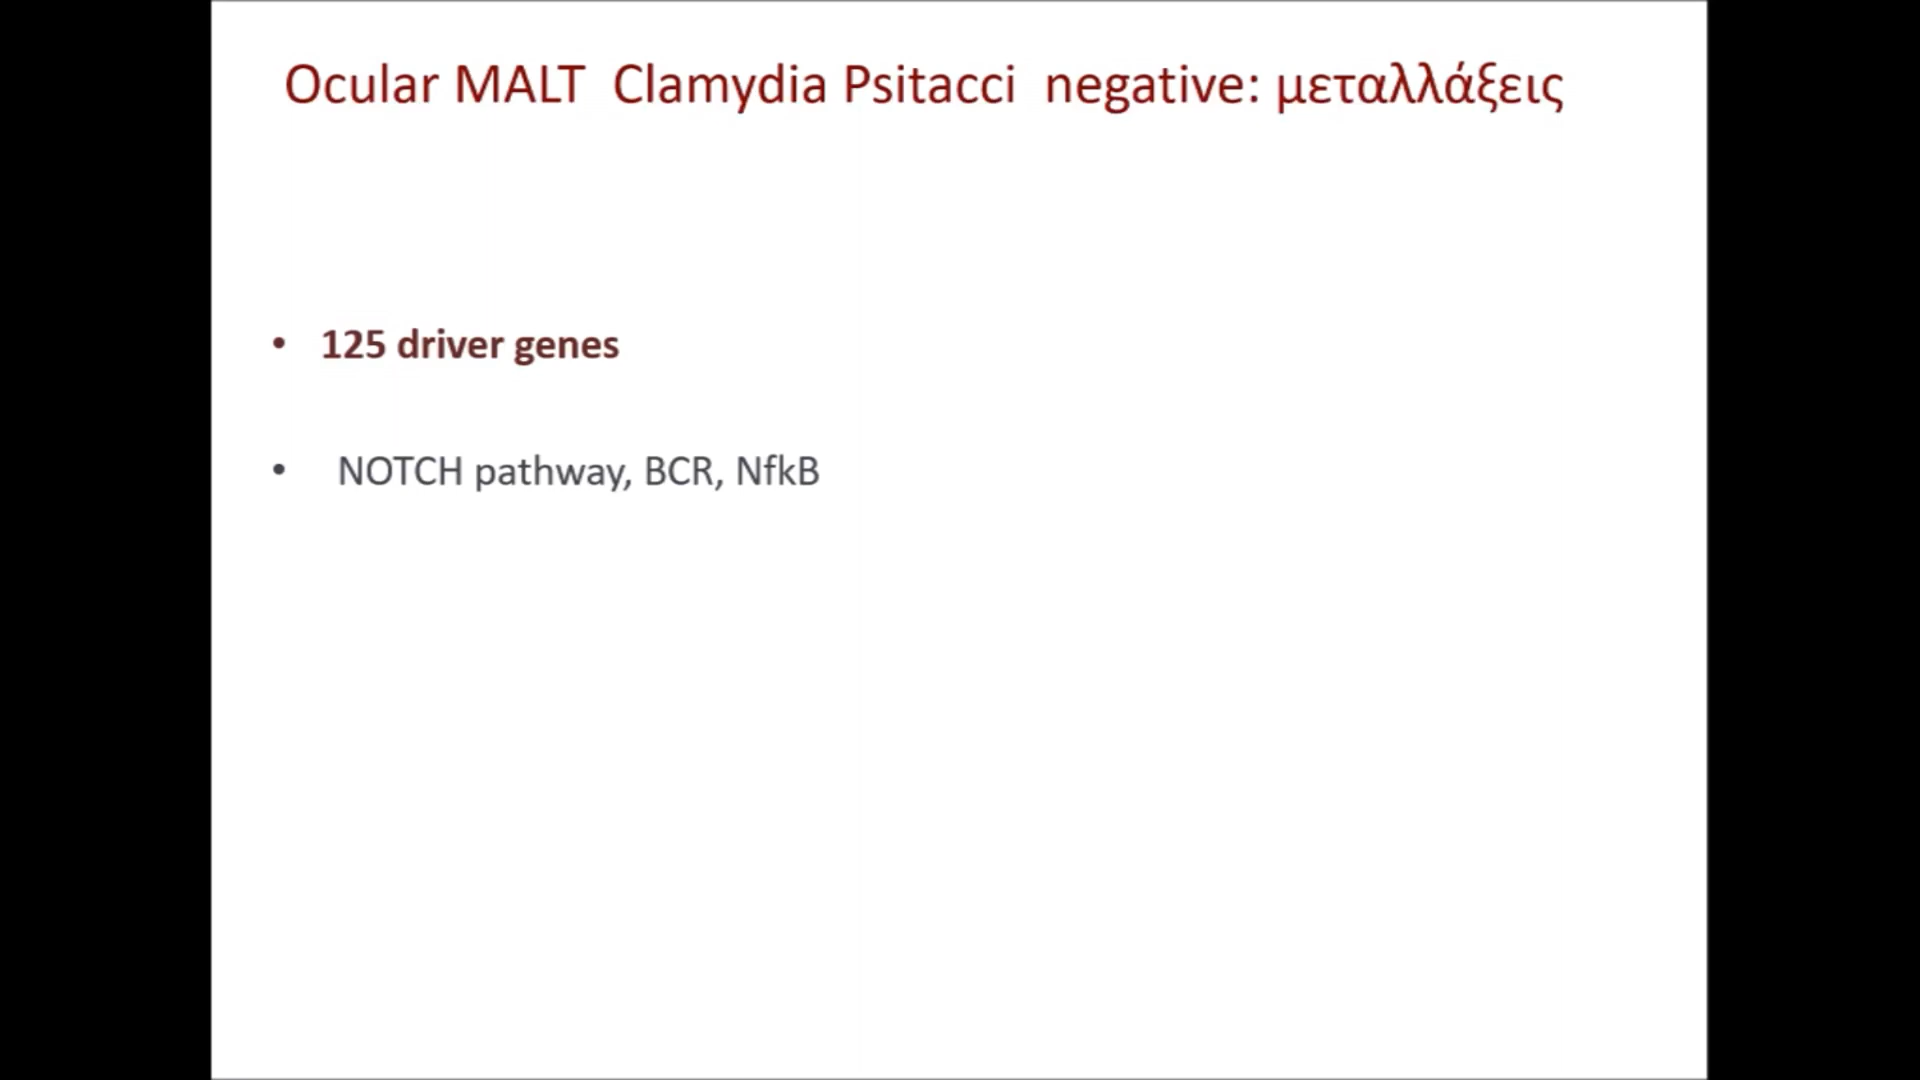 Ocular MALT Clamydia Psitacci negative: μεταλλάξεις
• 125 driver genes
• NOTCH pathway, BCR, NfkB